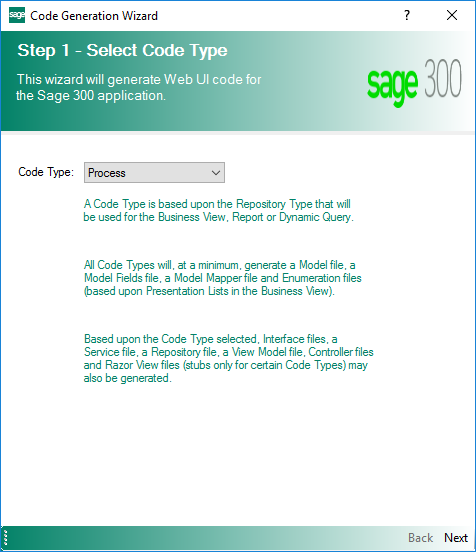 sage Code Generation Wizard ? ×
Step 1 - Select Code Type
This wizard will generate Web UI code for
the Sage 300 application.
sage 300
Code Type: Process
A Code Type is based upon the Repository Type that will
be used for the Business View, Report or Dynamic Query.
All Code Types will, at a minimum, generate a Model file, a
Model Fields file, a Model Mapper file and Enumeration files
(based upon Presentation Lists in the Business View).
Based upon the Code Type selected, Interface files, a
Service file, a Repository file, a View Model file, Controller files
and Razor View files (stubs only for certain Code Types) may
also be generated.
Back Next